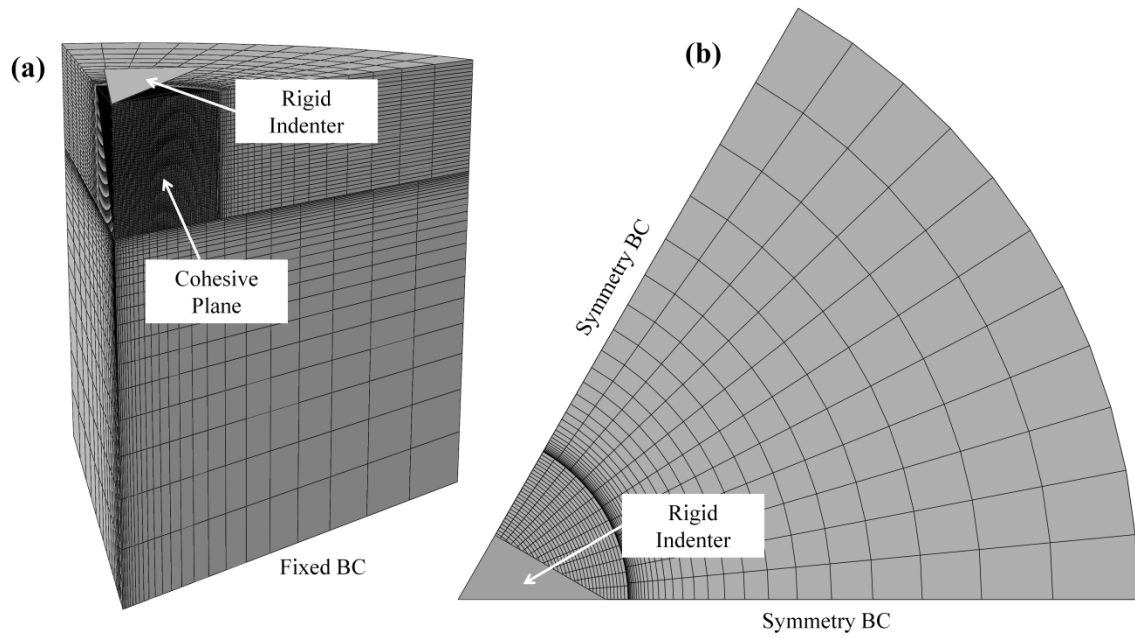 (a)
Rigid
Indenter
Cohesive
Plane
Fixed BC
(b)
Symmetry BC
Rigid
Indenter
Symmetry BC